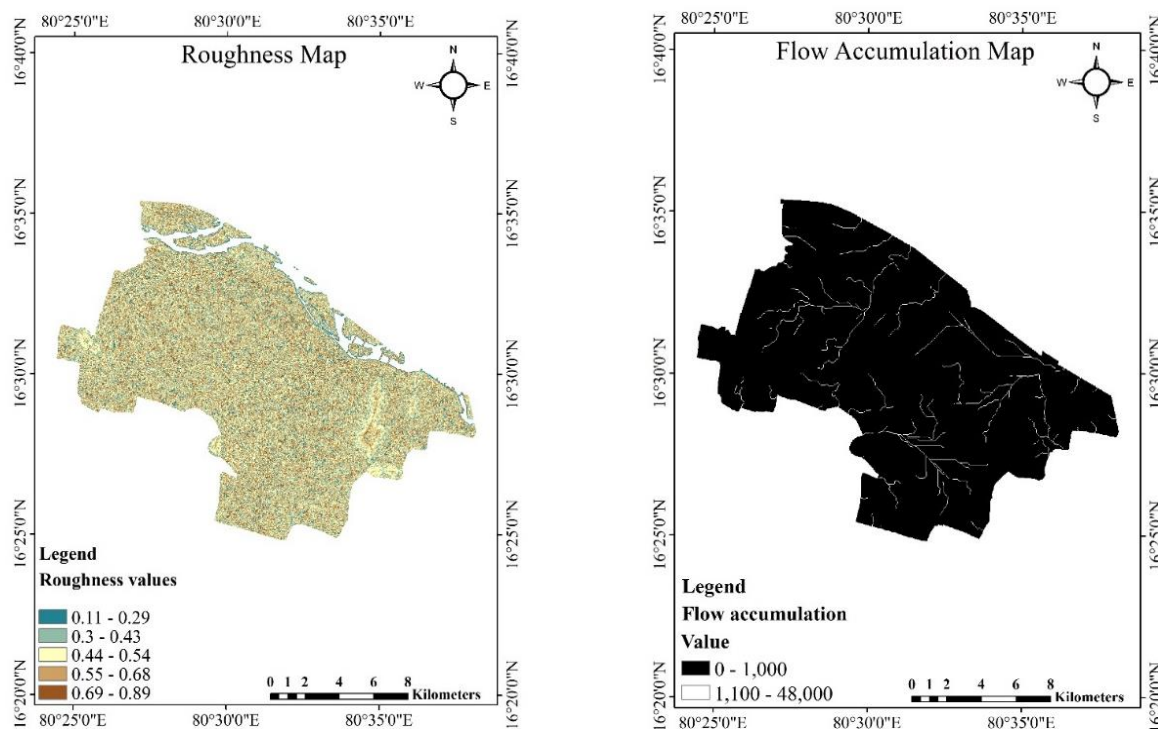 80°25'0"E 80°30'0"E 80°35'0"E
Roughness Map
N
W E
S
16°40'0"N 16°40'0"N
16°35'0"N 16°35'0"N
16°30'0"N 16°30'0"N
16°25'0"N 16°25'0"N
16°20'0"N 16°20'0"N
Legend
Roughness values
0.11 - 0.29
0.3 - 0.43
0.44 - 0.54
0.55 - 0.68
0.69 - 0.89
0 1 2 4 6 8
Kilometers
80°25'0"E 80°30'0"E 80°35'0"E
80°25'0"E 80°30'0"E 80°35'0"E
Flow Accumulation Map
N
W E
S
16°40'0"N 16°40'0"N
16°35'0"N 16°35'0"N
16°30'0"N 16°30'0"N
16°25'0"N 16°25'0"N
16°20'0"N 16°20'0"N
Legend
Flow accumulation
Value
0 - 1,000
1,100 - 48,000
0 1 2 4 6 8
Kilometers
80°25'0"E 80°30'0"E 80°35'0"E